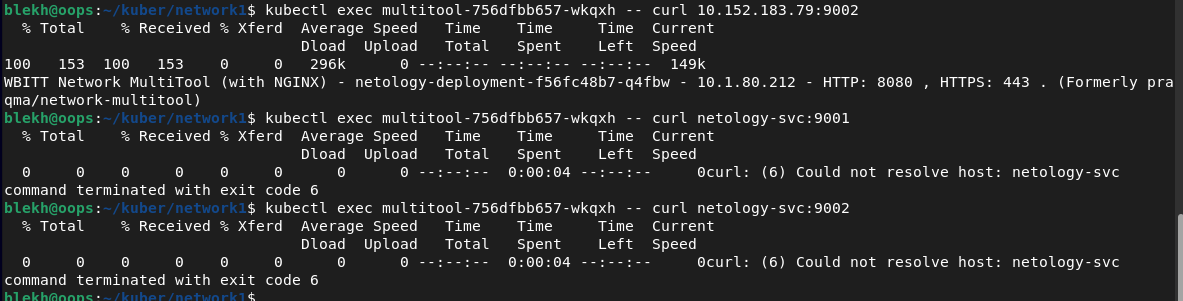 blekh@oops:~/kuber/network1$ kubectl exec multitool-756dfbb657-wkqxh -- curl 10.152.183.79:9002
  % Total    % Received % Xferd  Average Speed   Time    Time     Time  Current
                                 Dload  Upload   Total   Spent    Left  Speed
100   153  100   153    0     0   296k      0 --:--:-- --:--:-- --:--:--  149k
WBITT Network MultiTool (with NGINX) - netology-deployment-f56fc48b7-q4fbw - 10.1.80.212 - HTTP: 8080 , HTTPS: 443 . (Formerly pra
qma/network-multitool)
blekh@oops:~/kuber/network1$ kubectl exec multitool-756dfbb657-wkqxh -- curl netology-svc:9001
  % Total    % Received % Xferd  Average Speed   Time    Time     Time  Current
                                 Dload  Upload   Total   Spent    Left  Speed
  0     0    0     0    0     0      0      0 --:--:--  0:00:04 --:--:--     0curl: (6) Could not resolve host: netology-svc
command terminated with exit code 6
blekh@oops:~/kuber/network1$ kubectl exec multitool-756dfbb657-wkqxh -- curl netology-svc:9002
  % Total    % Received % Xferd  Average Speed   Time    Time     Time  Current
                                 Dload  Upload   Total   Spent    Left  Speed
  0     0    0     0    0     0      0      0 --:--:--  0:00:04 --:--:--     0curl: (6) Could not resolve host: netology-svc
command terminated with exit code 6
blekh@oops:~/kuber/network1$